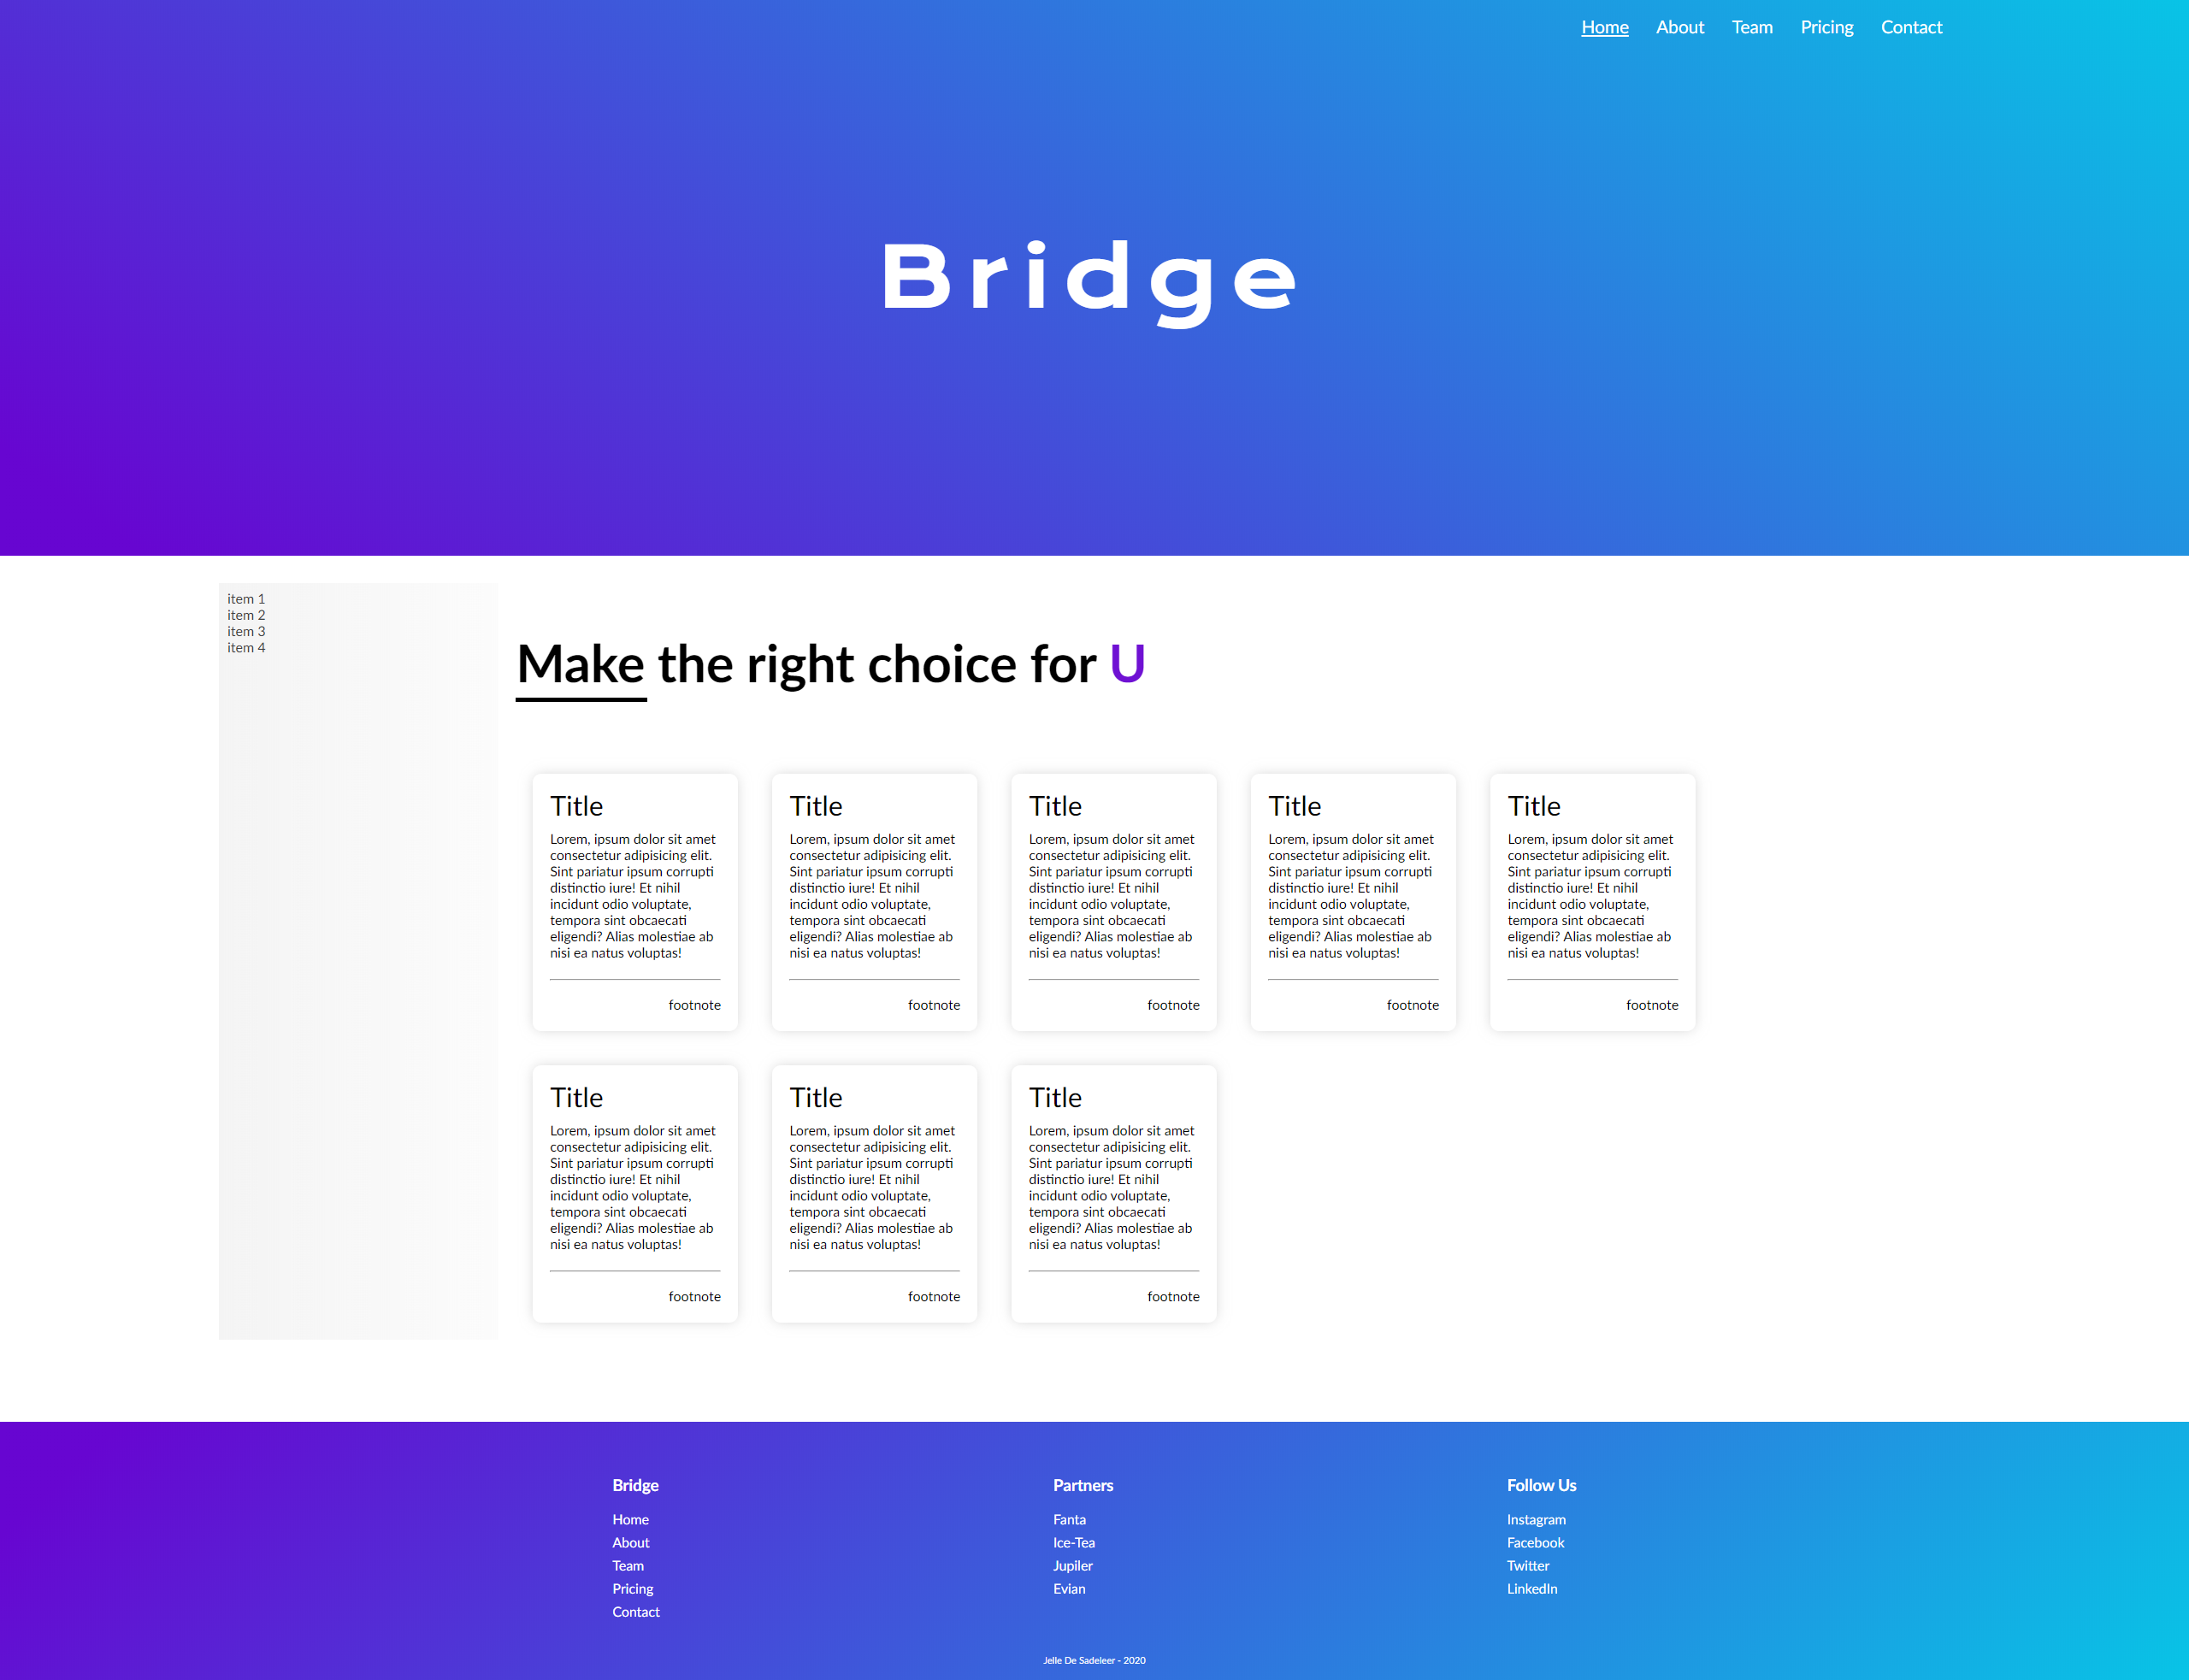 Home About Team Pricing Contact
Bridge
item 1
item 2
item 3
item 4
Make the right choice for U
Title
Lorem, ipsum dolor sit amet
consectetur adipisicing elit.
Sint pariatur ipsum corrupti
distinctio iure! Et nihil
incidunt odio voluptate,
tempora sint obcaecati
eligendi? Alias molestiae ab
nisi ea natus voluptas!
footnote
Title
Lorem, ipsum dolor sit amet
consectetur adipisicing elit.
Sint pariatur ipsum corrupti
distinctio iure! Et nihil
incidunt odio voluptate,
tempora sint obcaecati
eligendi? Alias molestiae ab
nisi ea natus voluptas!
footnote
Title
Lorem, ipsum dolor sit amet
consectetur adipisicing elit.
Sint pariatur ipsum corrupti
distinctio iure! Et nihil
incidunt odio voluptate,
tempora sint obcaecati
eligendi? Alias molestiae ab
nisi ea natus voluptas!
footnote
Title
Lorem, ipsum dolor sit amet
consectetur adipisicing elit.
Sint pariatur ipsum corrupti
distinctio iure! Et nihil
incidunt odio voluptate,
tempora sint obcaecati
eligendi? Alias molestiae ab
nisi ea natus voluptas!
footnote
Title
Lorem, ipsum dolor sit amet
consectetur adipisicing elit.
Sint pariatur ipsum corrupti
distinctio iure! Et nihil
incidunt odio voluptate,
tempora sint obcaecati
eligendi? Alias molestiae ab
nisi ea natus voluptas!
footnote
Title
Lorem, ipsum dolor sit amet
consectetur adipisicing elit.
Sint pariatur ipsum corrupti
distinctio iure! Et nihil
incidunt odio voluptate,
tempora sint obcaecati
eligendi? Alias molestiae ab
nisi ea natus voluptas!
footnote
Title
Lorem, ipsum dolor sit amet
consectetur adipisicing elit.
Sint pariatur ipsum corrupti
distinctio iure! Et nihil
incidunt odio voluptate,
tempora sint obcaecati
eligendi? Alias molestiae ab
nisi ea natus voluptas!
footnote
Title
Lorem, ipsum dolor sit amet
consectetur adipisicing elit.
Sint pariatur ipsum corrupti
distinctio iure! Et nihil
incidunt odio voluptate,
tempora sint obcaecati
eligendi? Alias molestiae ab
nisi ea natus voluptas!
footnote
Bridge
Home
About
Team
Pricing
Contact
Partners
Fanta
Ice-Tea
Jupiler
Evian
Follow Us
Instagram
Facebook
Twitter
LinkedIn
Jelle De Sadeleer - 2020